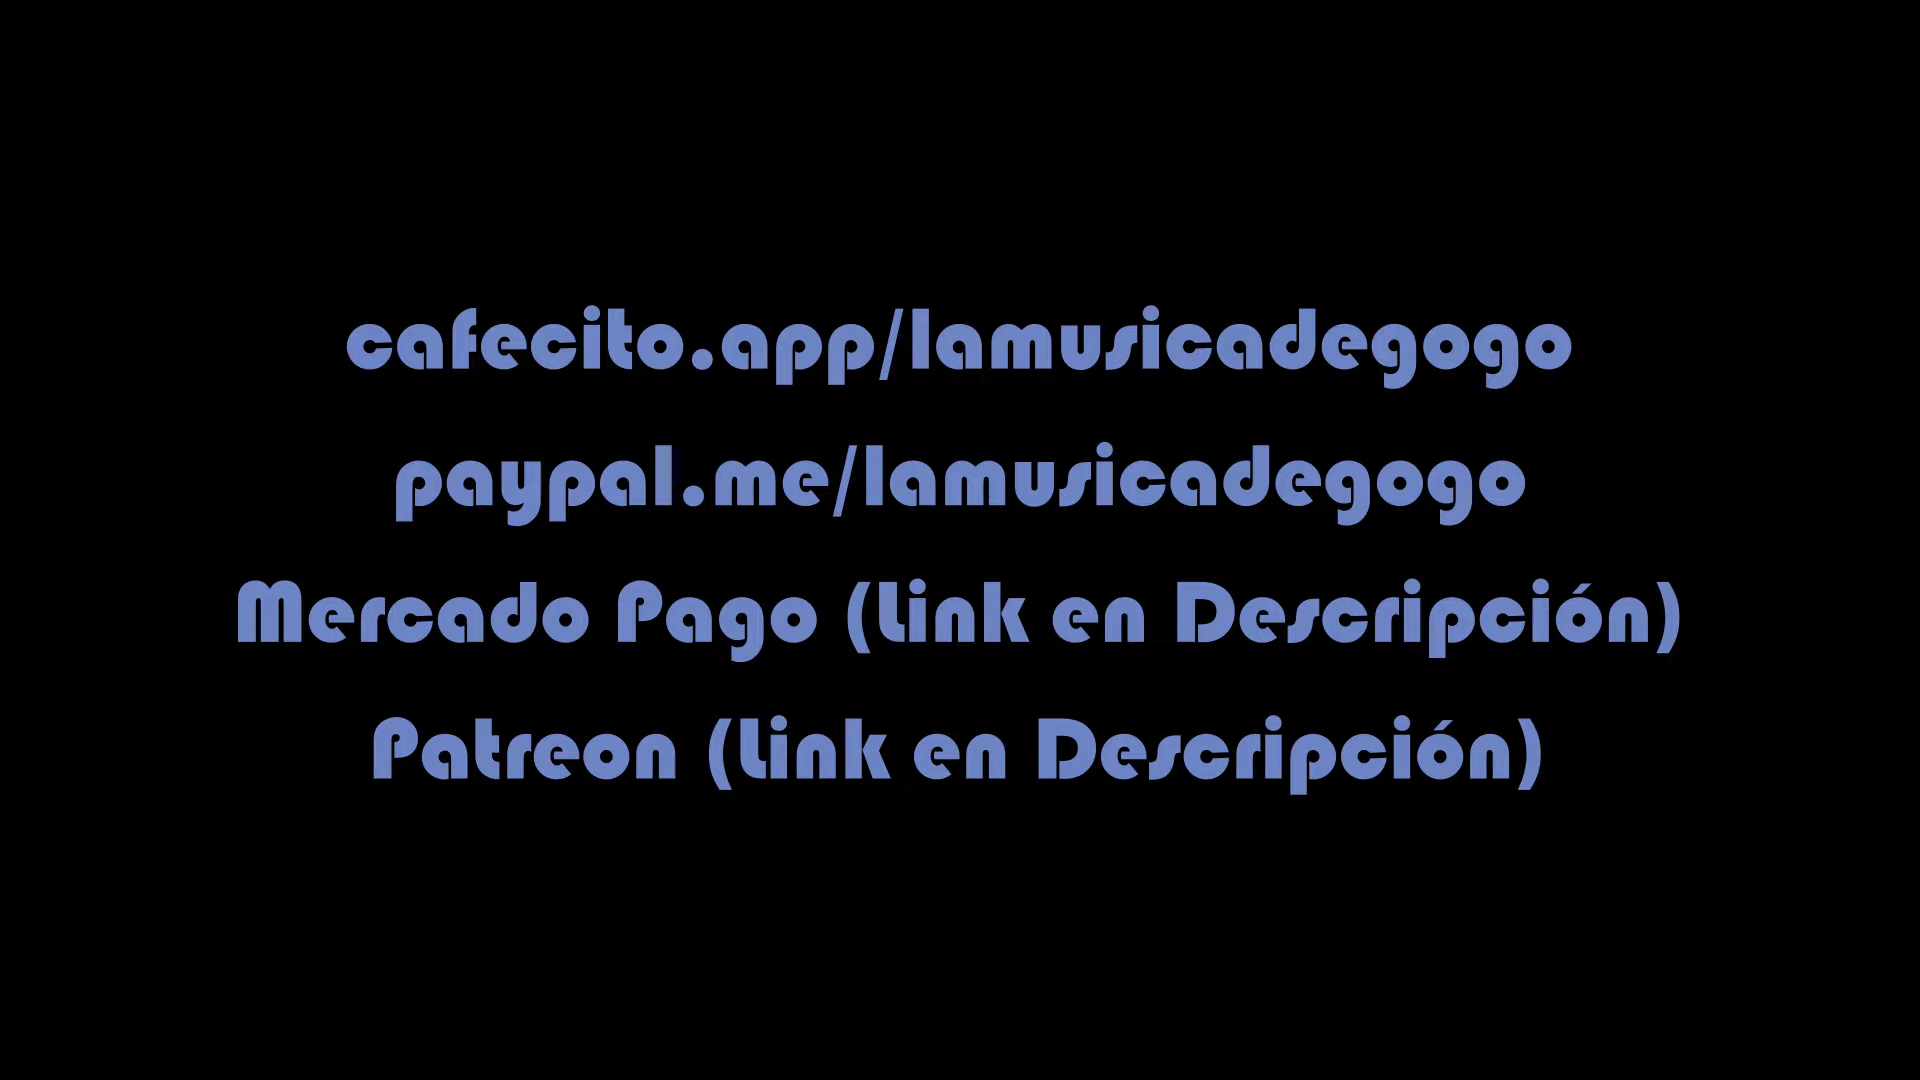 cafecito.app/lamusicadegogo
paypal.me/lamusicadegogo
Mercado Pago (Link en Descripción)
Patreon (Link en Descripción)